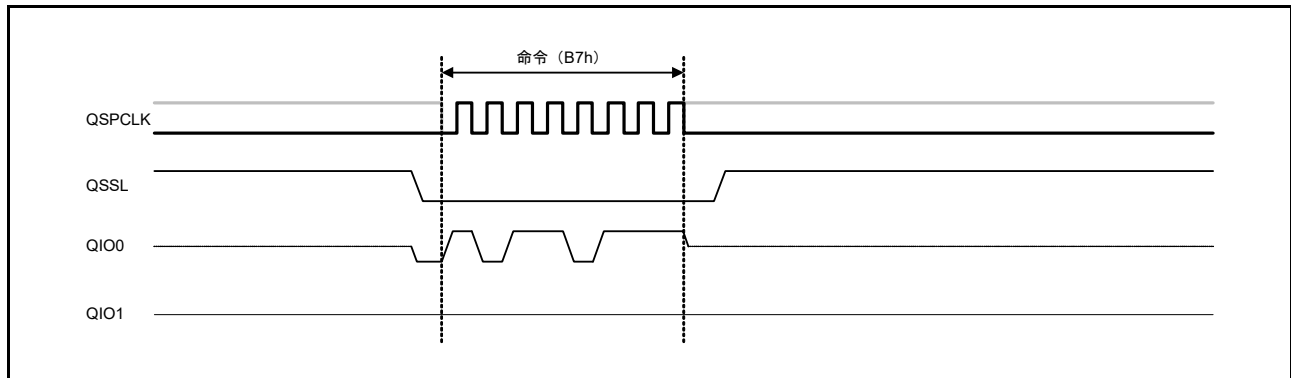 命令（B7h）
QSPCLK
QSSL
QIO0
QIO1